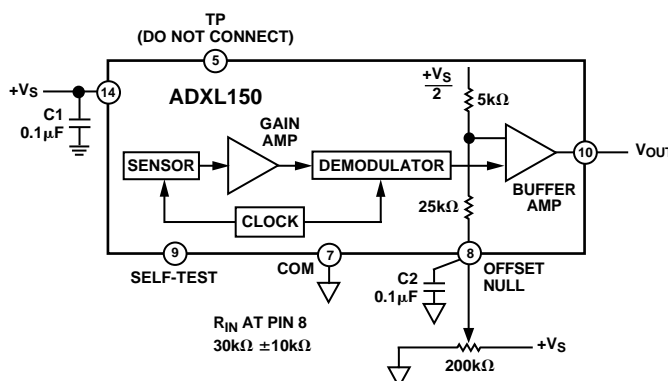 TP
(DO NOT CONNECT)
5
+VS
14
ADXL150
+VS
2
5kΩ
C1
0.1µF
GAIN
AMP
SENSOR
DEMODULATOR
10
VOUT
BUFFER
AMP
25kΩ
CLOCK
9
7
8
SELF-TEST
COM
OFFSET
NULL
C2
0.1µF
RIN AT PIN 8
30kΩ ±10kΩ
+VS
200kΩ